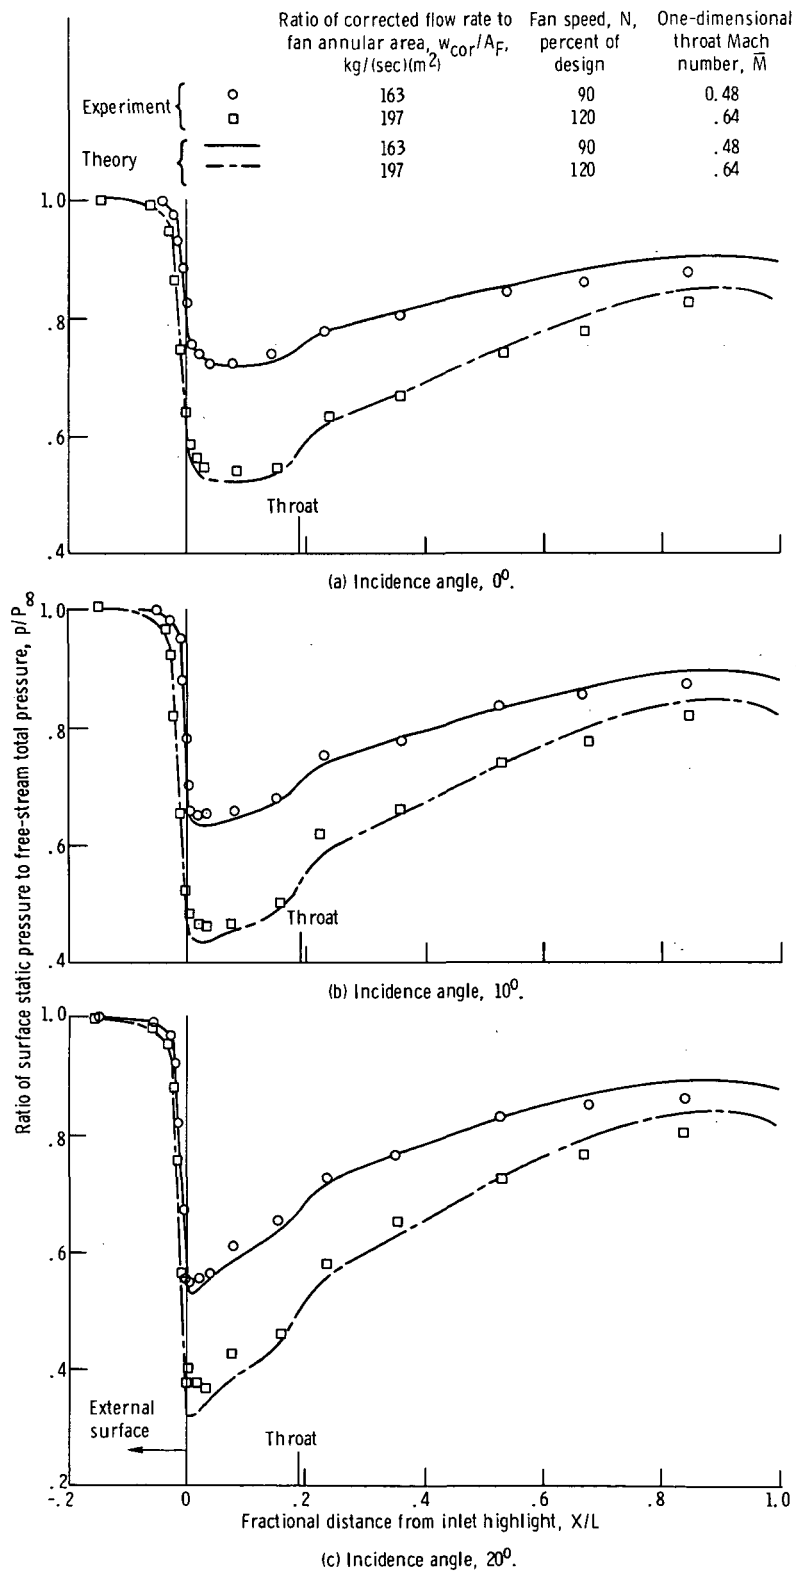 Ratio of corrected flow rate to fan annular area, w_cor/A_F, kg/(sec)(m²)
Fan speed, N, percent of design
One-dimensional throat Mach number, M̅
Experiment
163 90 0.48
197 120 .64
Theory
163 90 .48
197 120 .64
1.0
.8
.6
.4
Throat
(a) Incidence angle, 0⁰.
Ratio of surface static pressure to free-stream total pressure, p/P∞
1.0
.8
.6
.4
Throat
(b) Incidence angle, 10⁰.
1.0
.8
.6
.4
.2
External
surface
Throat
-.2 0 .2 .4 .6 .8 1.0
Fractional distance from inlet highlight, X/L
(c) Incidence angle, 20⁰.